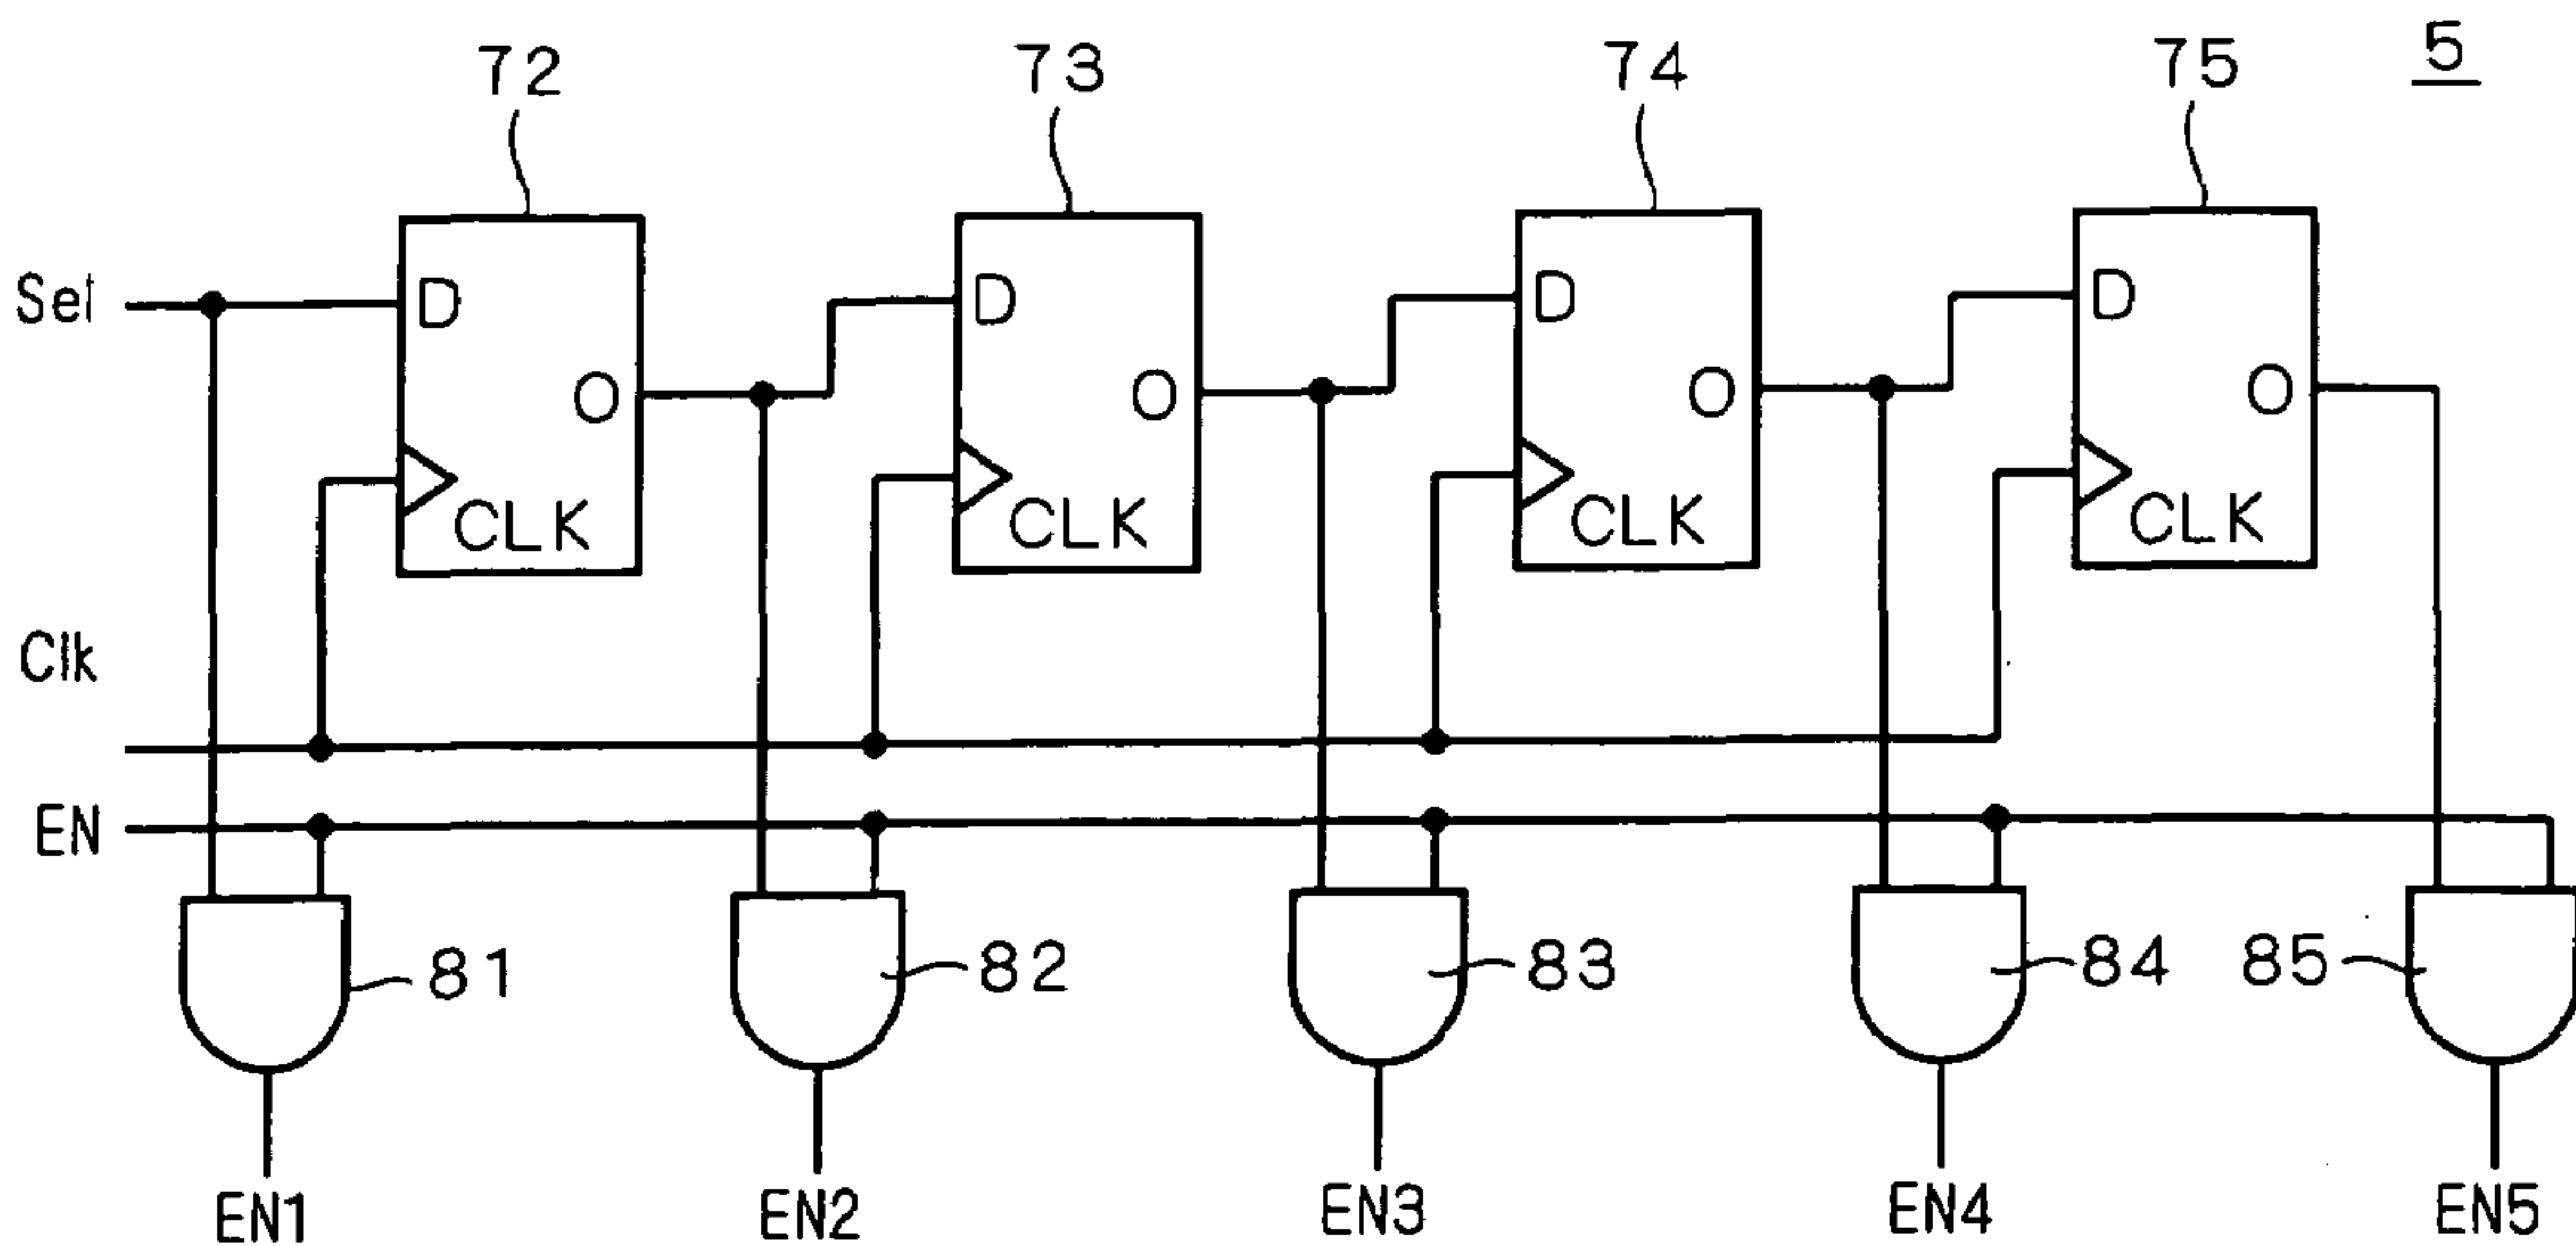 72 73 74 75 5
Sel D D D D
O O O O
CLK CLK CLK CLK
Clk
EN
81 82 83 84 85
EN1 EN2 EN3 EN4 EN5